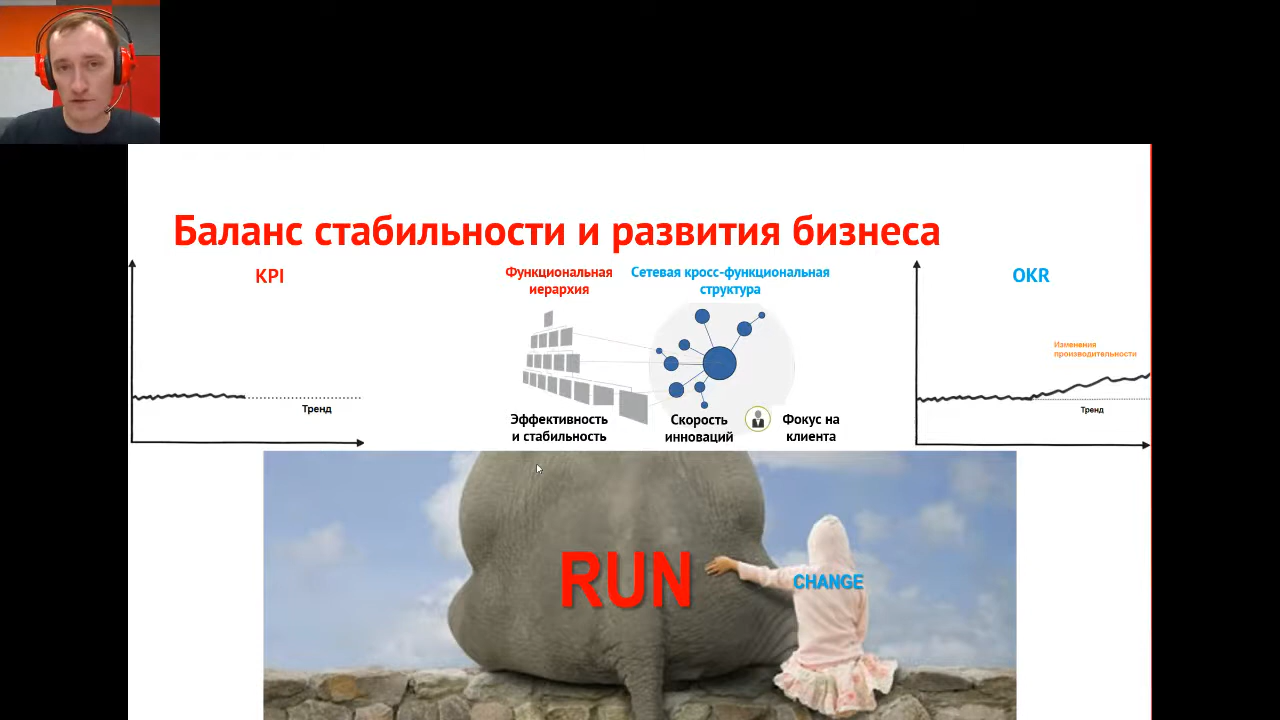 Баланс стабильности и развития бизнеса
KPI
Функциональная
иерархия
Сетевая кросс-функциональная
структура
OKR
Изменения
производительности
Тренд
Тренд
Эффективность
и стабильность
Скорость
инноваций
Фокус на
клиента
RUN
CHANGE